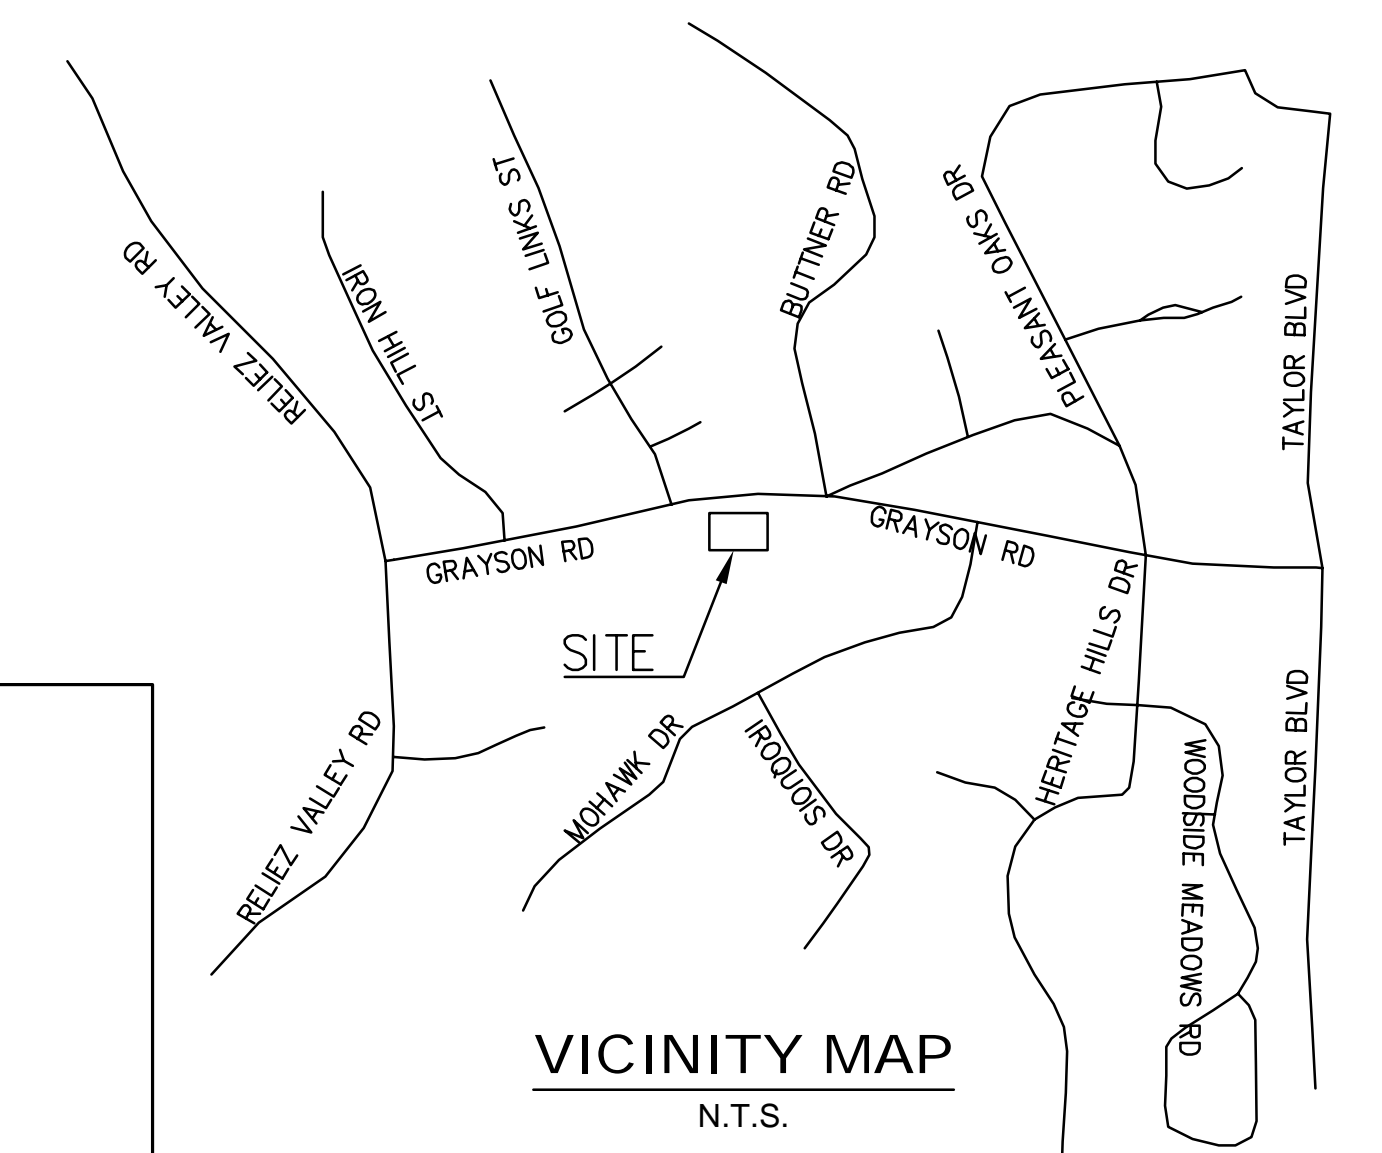 RELIEZ VALLEY RD
IRON HILL ST
GOLF LINKS ST
BUTTNER RD
PLEASANT OAKS DR
TAYLOR BLVD
GRAYSON RD
GRAYSON RD
SITE
HERITAGE HILLS DR
RELIEZ VALLEY RD
MOHAWK DR
IROQUOIS DR
WOODSIDE MEADOWS RD
TAYLOR BLVD
VICINITY MAP
N.T.S.